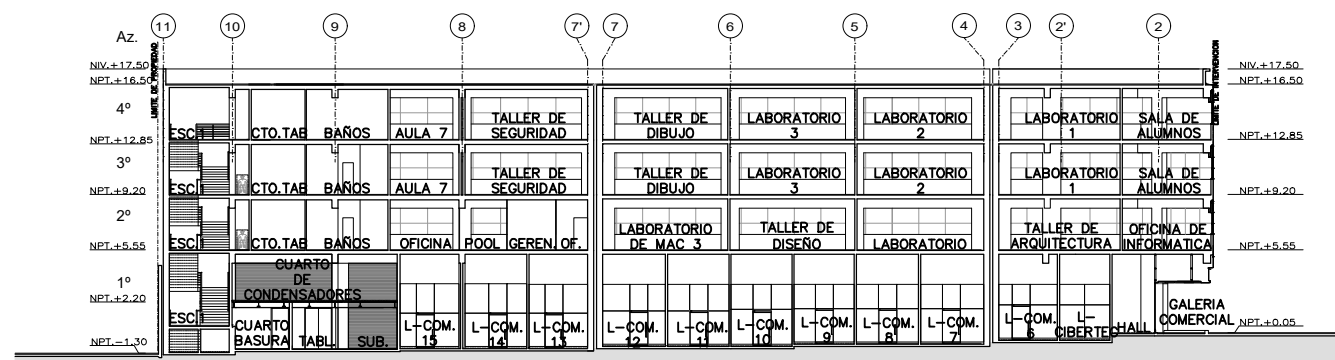 11 10 9 8 7' 7 6 5 4 3 2' 2
Az.
LIMITE DE PROPIEDAD
LIMITE DE INTERVENCION
NIV.+17.50
NIV.+17.50
NPT.+16.50
NPT.+16.50
4º
ESC.
CTO.TAB
BAÑOS
AULA 7
TALLER DE
SEGURIDAD
TALLER DE
DIBUJO
LABORATORIO
3
LABORATORIO
2
LABORATORIO
1
SALA DE
ALUMNOS
NPT.+12.85
NPT.+12.85
3º
ESC.
CTO.TAB
BAÑOS
AULA 7
TALLER DE
SEGURIDAD
TALLER DE
DIBUJO
LABORATORIO
3
LABORATORIO
2
LABORATORIO
1
SALA DE
ALUMNOS
NPT.+9.20
NPT.+9.20
2º
ESC.
CTO.TAB
BAÑOS
OFICINA
POOL
GEREN.
OF.
LABORATORIO
DE MAC 3
TALLER DE
DISEÑO
LABORATORIO
TALLER DE
ARQUITECTURA
OFICINA DE
INFORMATICA
NPT.+5.55
NPT.+5.55
1º
NPT.+2.20
ESC.
CUARTO
DE
CONDENSADORES
CUARTO
BASURA
TABL.
SUB.
L-COM.
15
L-COM.
14
L-COM.
13
L-COM.
12
L-COM.
11
L-COM.
10
L-COM.
9
L-COM.
8
L-COM.
7
L-COM.
6
L-
CIBERTEC
HALL
GALERIA
COMERCIAL
NPT.-1.30
NPT.+0.05